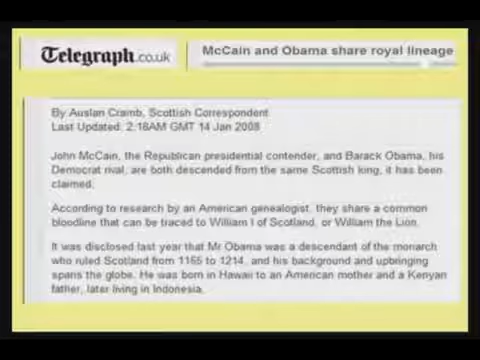 Telegraph.co.uk
McCain and Obama share royal lineage
By Auslan Cramb, Scottish Correspondent
Last Updated: 2:18AM GMT 14 Jan 2008
John McCain, the Republican presidential contender, and Barack Obama, his
Democrat rival, are both descended from the same Scottish king, it has been
claimed.
According to research by an American genealogist, they share a common
bloodline that can be traced to William I of Scotland, or William the Lion.
It was disclosed last year that Mr Obama was a descendant of the monarch
who ruled Scotland from 1165 to 1214, and his background and upbringing
spans the globe. He was born in Hawaii to an American mother and a Kenyan
father, later living in Indonesia.